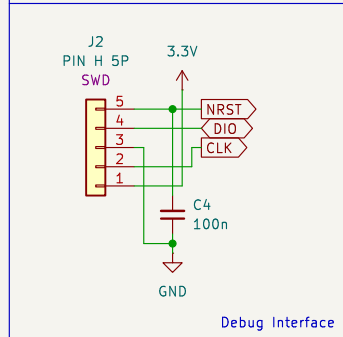 J2
PIN H 5P
SWD
3.3V
5
NRST
4
DIO
3
CLK
2
1
C4
100n
GND
Debug Interface